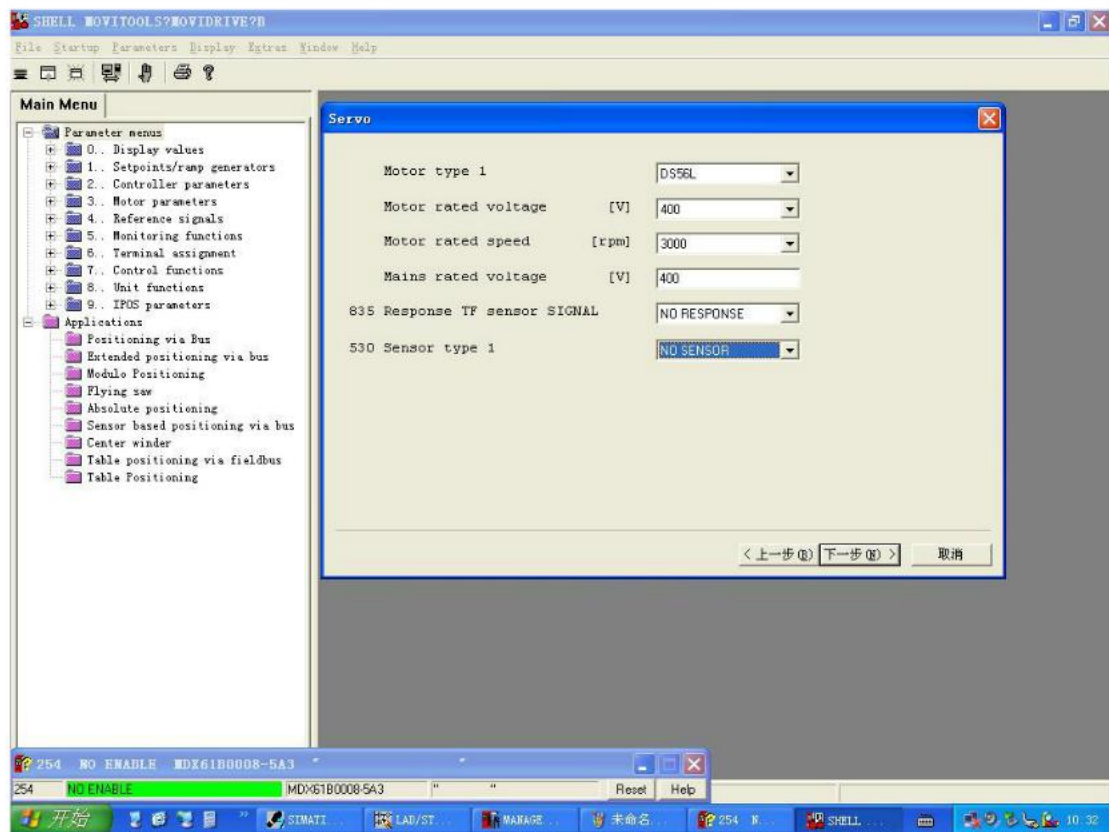 SHELL MOVITOOLS?MOVIDRIVE?B
File Startup Parameters Display Extras Window Help
Main Menu
Parameter menus
0.. Display values
1.. Setpoints/ramp generators
2.. Controller parameters
3.. Motor parameters
4.. Reference signals
5.. Monitoring functions
6.. Terminal assignment
7.. Control functions
8.. Unit functions
9.. IPOS parameters
Applications
Positioning via Bus
Extended positioning via bus
Modulo Positioning
Flying saw
Absolute positioning
Sensor based positioning via bus
Center winder
Table positioning via fieldbus
Table Positioning
Servo
Motor type 1 DS56L
Motor rated voltage [V] 400
Motor rated speed [rpm] 3000
Mains rated voltage [V] 400
835 Response TF sensor SIGNAL NO RESPONSE
530 Sensor type 1 NO SENSOR
< 上一步(B) 下一步(N) > 取消
254 NO ENABLE MDX61B0008-5A3 " "
254 NO ENABLE MDX61B0008-5A3 " " Reset Help
开始 " SIMATI... LAD/ST... MANAGE... 未命名... 254 N... SHELL ... 10:32